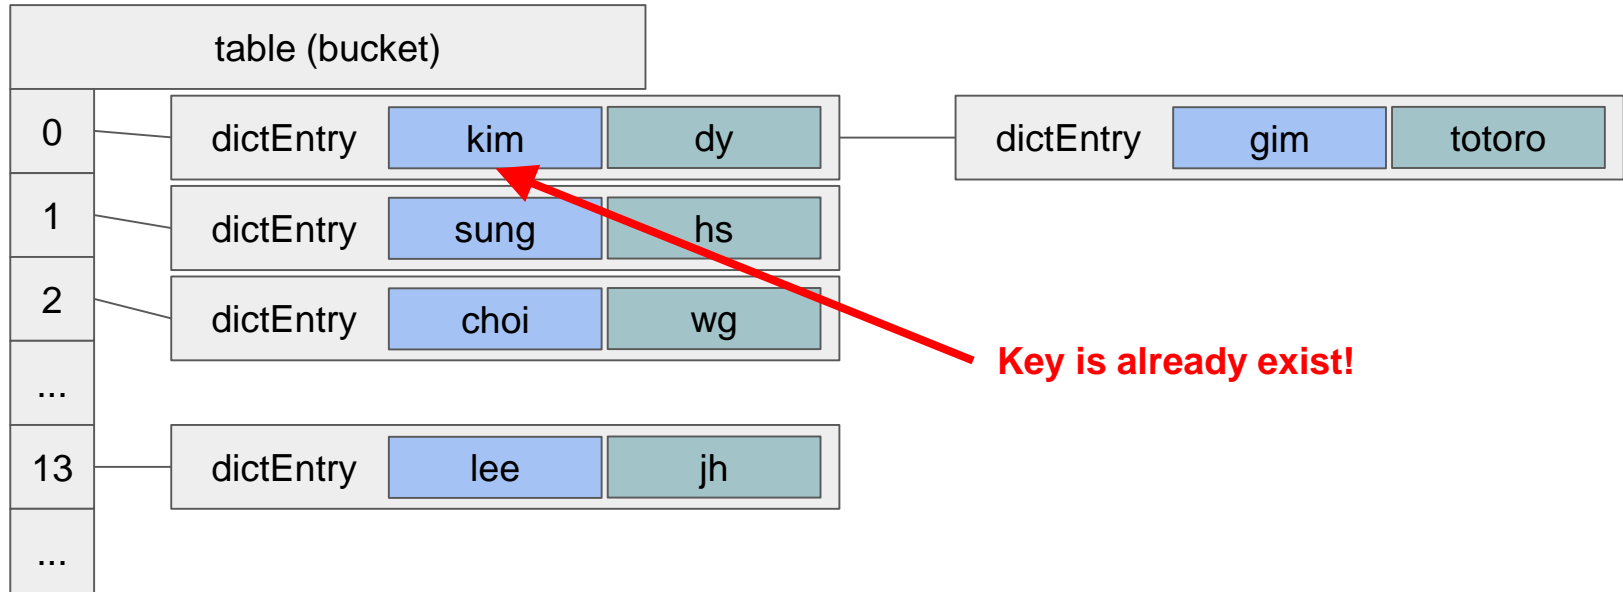 table (bucket)
0 dictEntry kim dy dictEntry gim totoro
1 dictEntry sung hs
2 dictEntry choi wg
Key is already exist!
...
13 dictEntry lee jh
...